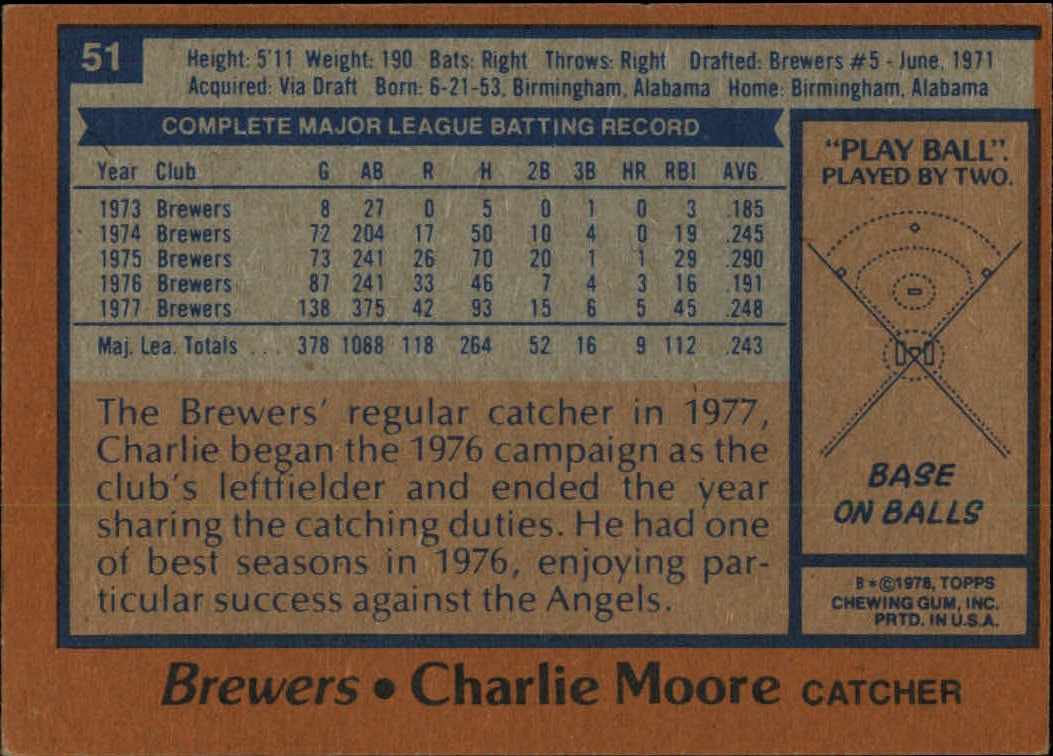 51
Height: 5'11 Weight: 190 Bats: Right Throws: Right Drafted: Brewers #5 - June, 1971
Acquired: Via Draft Born: 6-21-53, Birmingham, Alabama Home: Birmingham, Alabama
COMPLETE MAJOR LEAGUE BATTING RECORD
Year Club G AB R H 2B 3B HR RBI AVG.
1973 Brewers 8 27 0 5 0 1 0 3 .185
1974 Brewers 72 204 17 50 10 4 0 19 .245
1975 Brewers 73 241 26 70 20 1 1 29 .290
1976 Brewers 87 241 33 46 7 4 3 16 .191
1977 Brewers 138 375 42 93 15 6 5 45 .248
Maj. Lea. Totals ... 378 1088 118 264 52 16 9 112 .243
The Brewers' regular catcher in 1977,
Charlie began the 1976 campaign as the
club's leftfielder and ended the year
sharing the catching duties. He had one
of best seasons in 1976, enjoying par-
ticular success against the Angels.
"PLAY BALL".
PLAYED BY TWO.
BASE
ON BALLS
B*©1978, TOPPS
CHEWING GUM, INC.
PRTD. IN U.S.A.
Brewers • Charlie Moore CATCHER